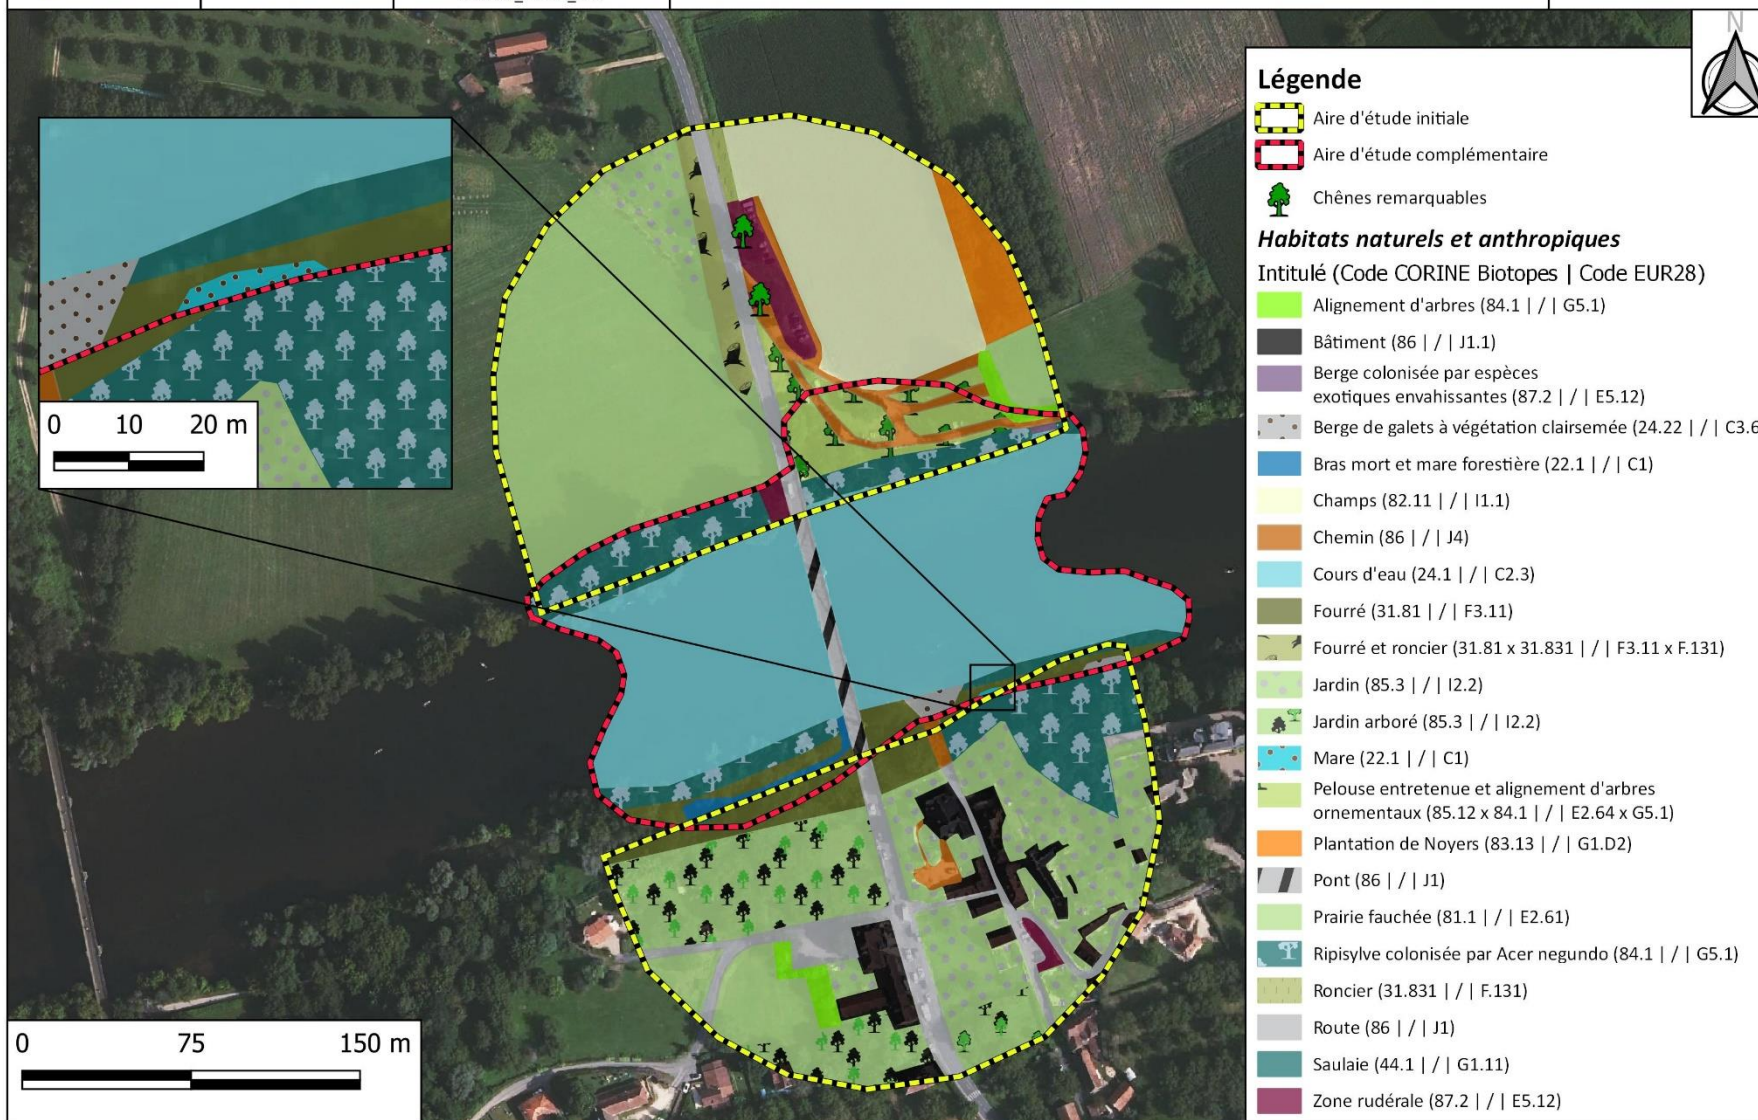 N
Légende
Aire d'étude initiale
Aire d'étude complémentaire
Chênes remarquables
Habitats naturels et anthropiques
Intitulé (Code CORINE Biotopes | Code EUR28)
Alignement d'arbres (84.1 | / | G5.1)
Bâtiment (86 | / | J1.1)
Berge colonisée par espèces
exotiques envahissantes (87.2 | / | E5.12)
Berge de galets à végétation clairsemée (24.22 | / | C3.6
Bras mort et mare forestière (22.1 | / | C1)
Champs (82.11 | / | I1.1)
Chemin (86 | / | J4)
Cours d'eau (24.1 | / | C2.3)
Fourré (31.81 | / | F3.11)
Fourré et roncier (31.81 x 31.831 | / | F3.11 x F.131)
Jardin (85.3 | / | I2.2)
Jardin arboré (85.3 | / | I2.2)
Mare (22.1 | / | C1)
Pelouse entretenue et alignement d'arbres
ornementaux (85.12 x 84.1 | / | E2.64 x G5.1)
Plantation de Noyers (83.13 | / | G1.D2)
Pont (86 | / | J1)
Prairie fauchée (81.1 | / | E2.61)
Ripisylve colonisée par Acer negundo (84.1 | / | G5.1)
Roncier (31.831 | / | F.131)
Route (86 | / | J1)
Saulaie (44.1 | / | G1.11)
Zone rudérale (87.2 | / | E5.12)
0 10 20 m
0 75 150 m